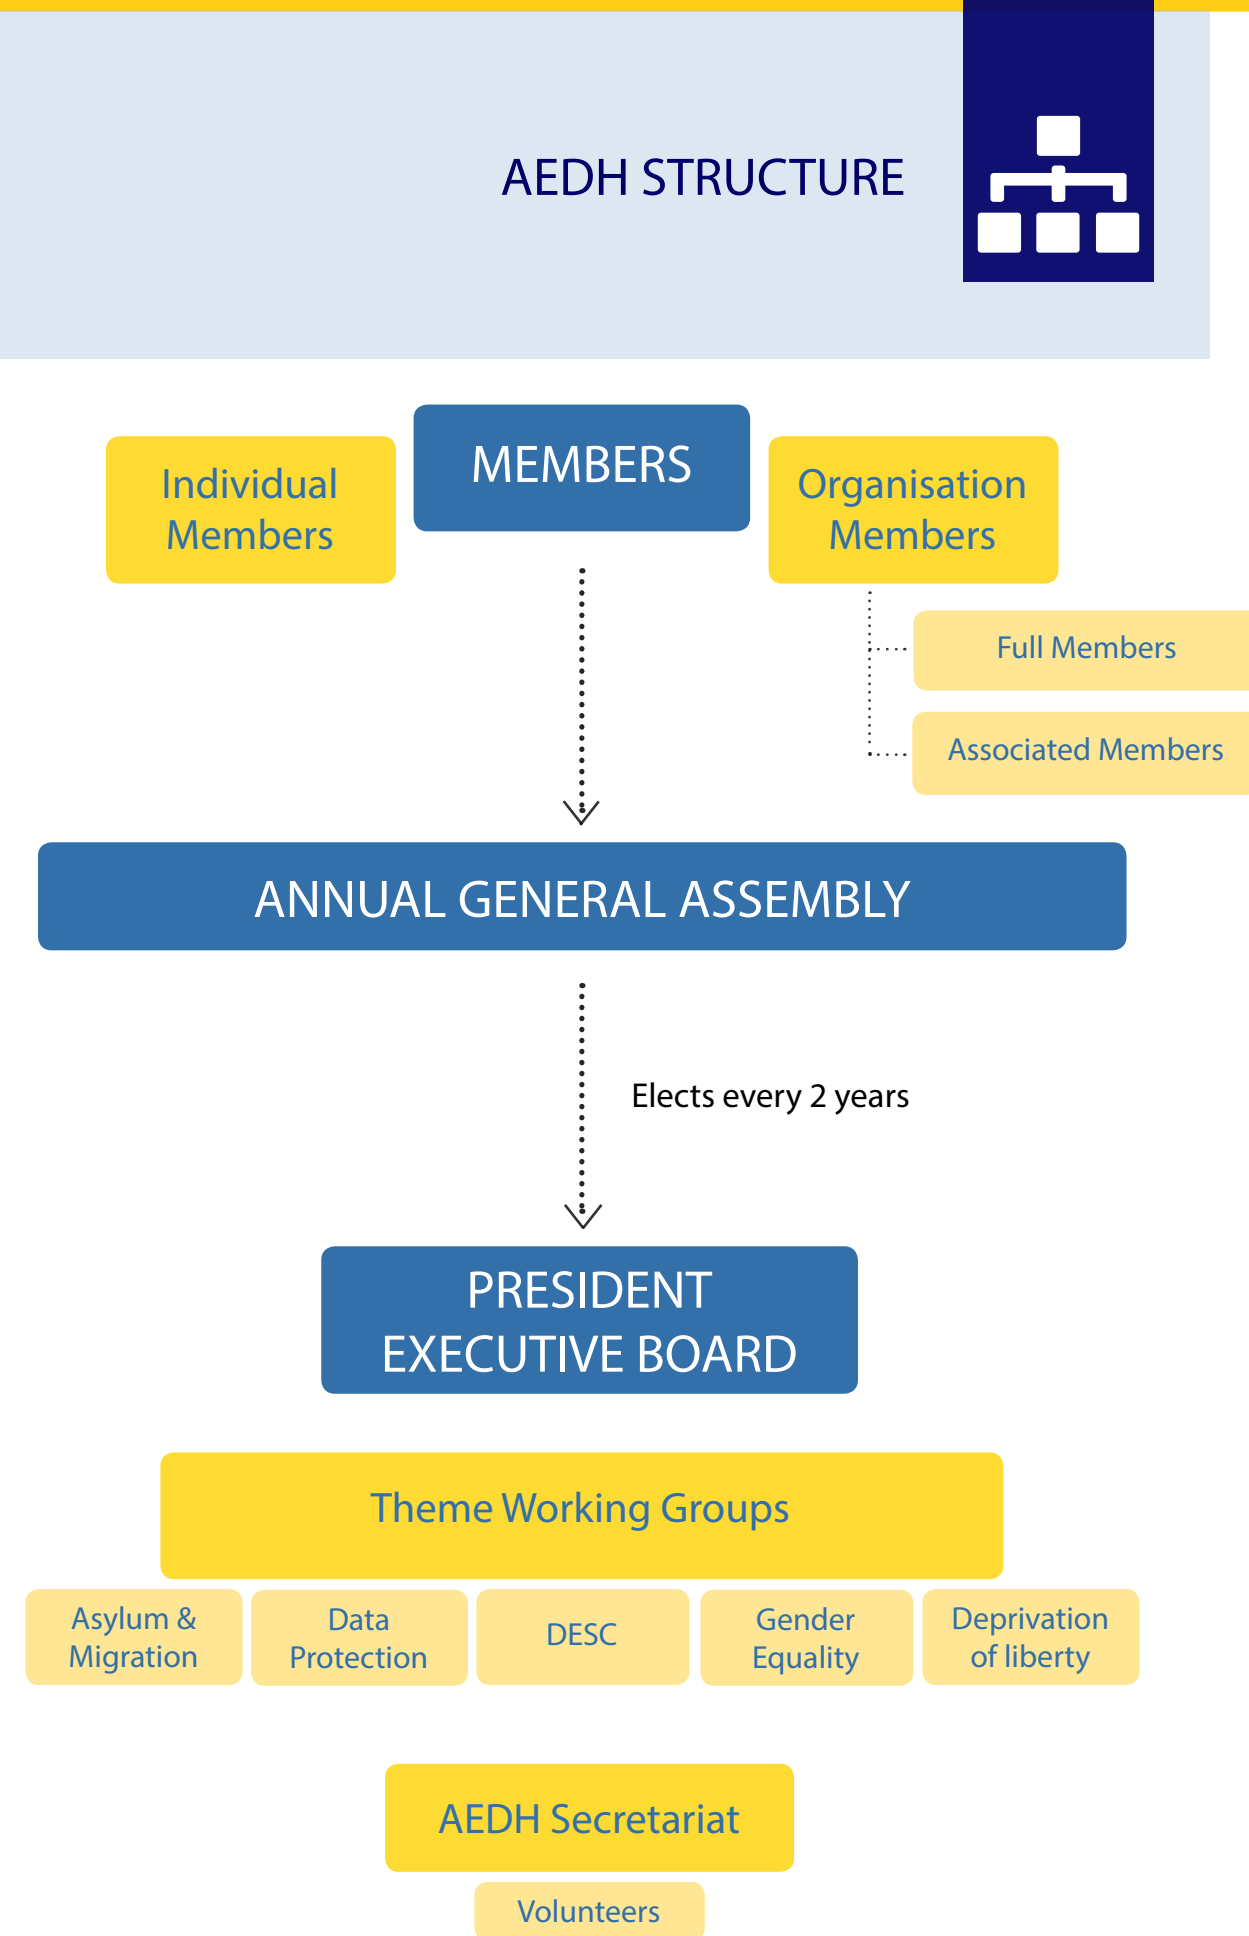 AEDH STRUCTURE
MEMBERS
Individual
Members
Organisation
Members
Full Members
Associated Members
ANNUAL GENERAL ASSEMBLY
Elects every 2 years
PRESIDENT
EXECUTIVE BOARD
Theme Working Groups
Asylum &
Migration
Data
Protection
DESC
Gender
Equality
Deprivation
of liberty
AEDH Secretariat
Volunteers